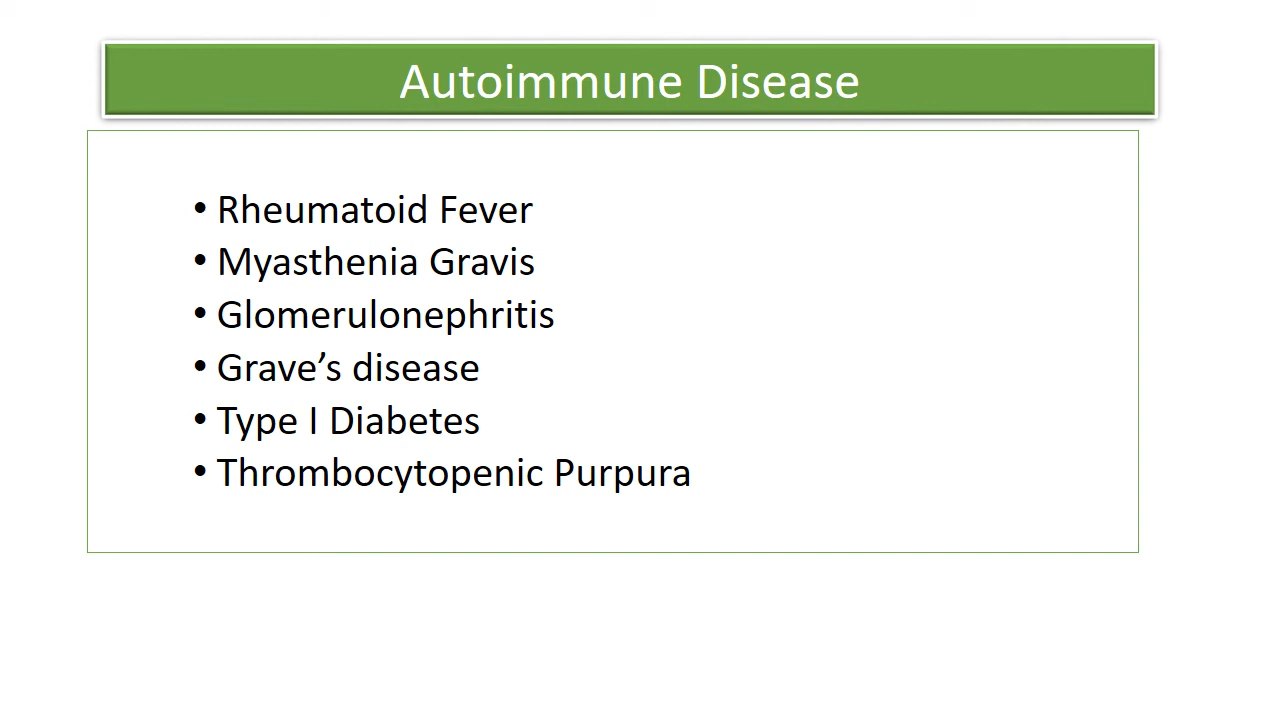 Autoimmune Disease
• Rheumatoid Fever
• Myasthenia Gravis
• Glomerulonephritis
• Grave’s disease
• Type I Diabetes
• Thrombocytopenic Purpura